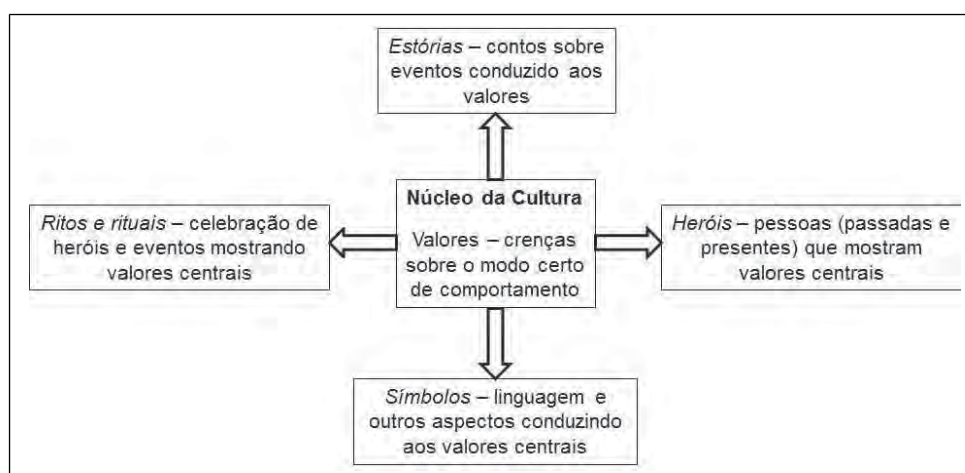 Estórias – contos sobre
eventos conduzido aos
valores
Ritos e rituais – celebração de
heróis e eventos mostrando
valores centrais
Núcleo da Cultura
Valores – crenças
sobre o modo certo
de comportamento
Heróis – pessoas (passadas e
presentes) que mostram
valores centrais
Símbolos – linguagem e
outros aspectos conduzindo
aos valores centrais